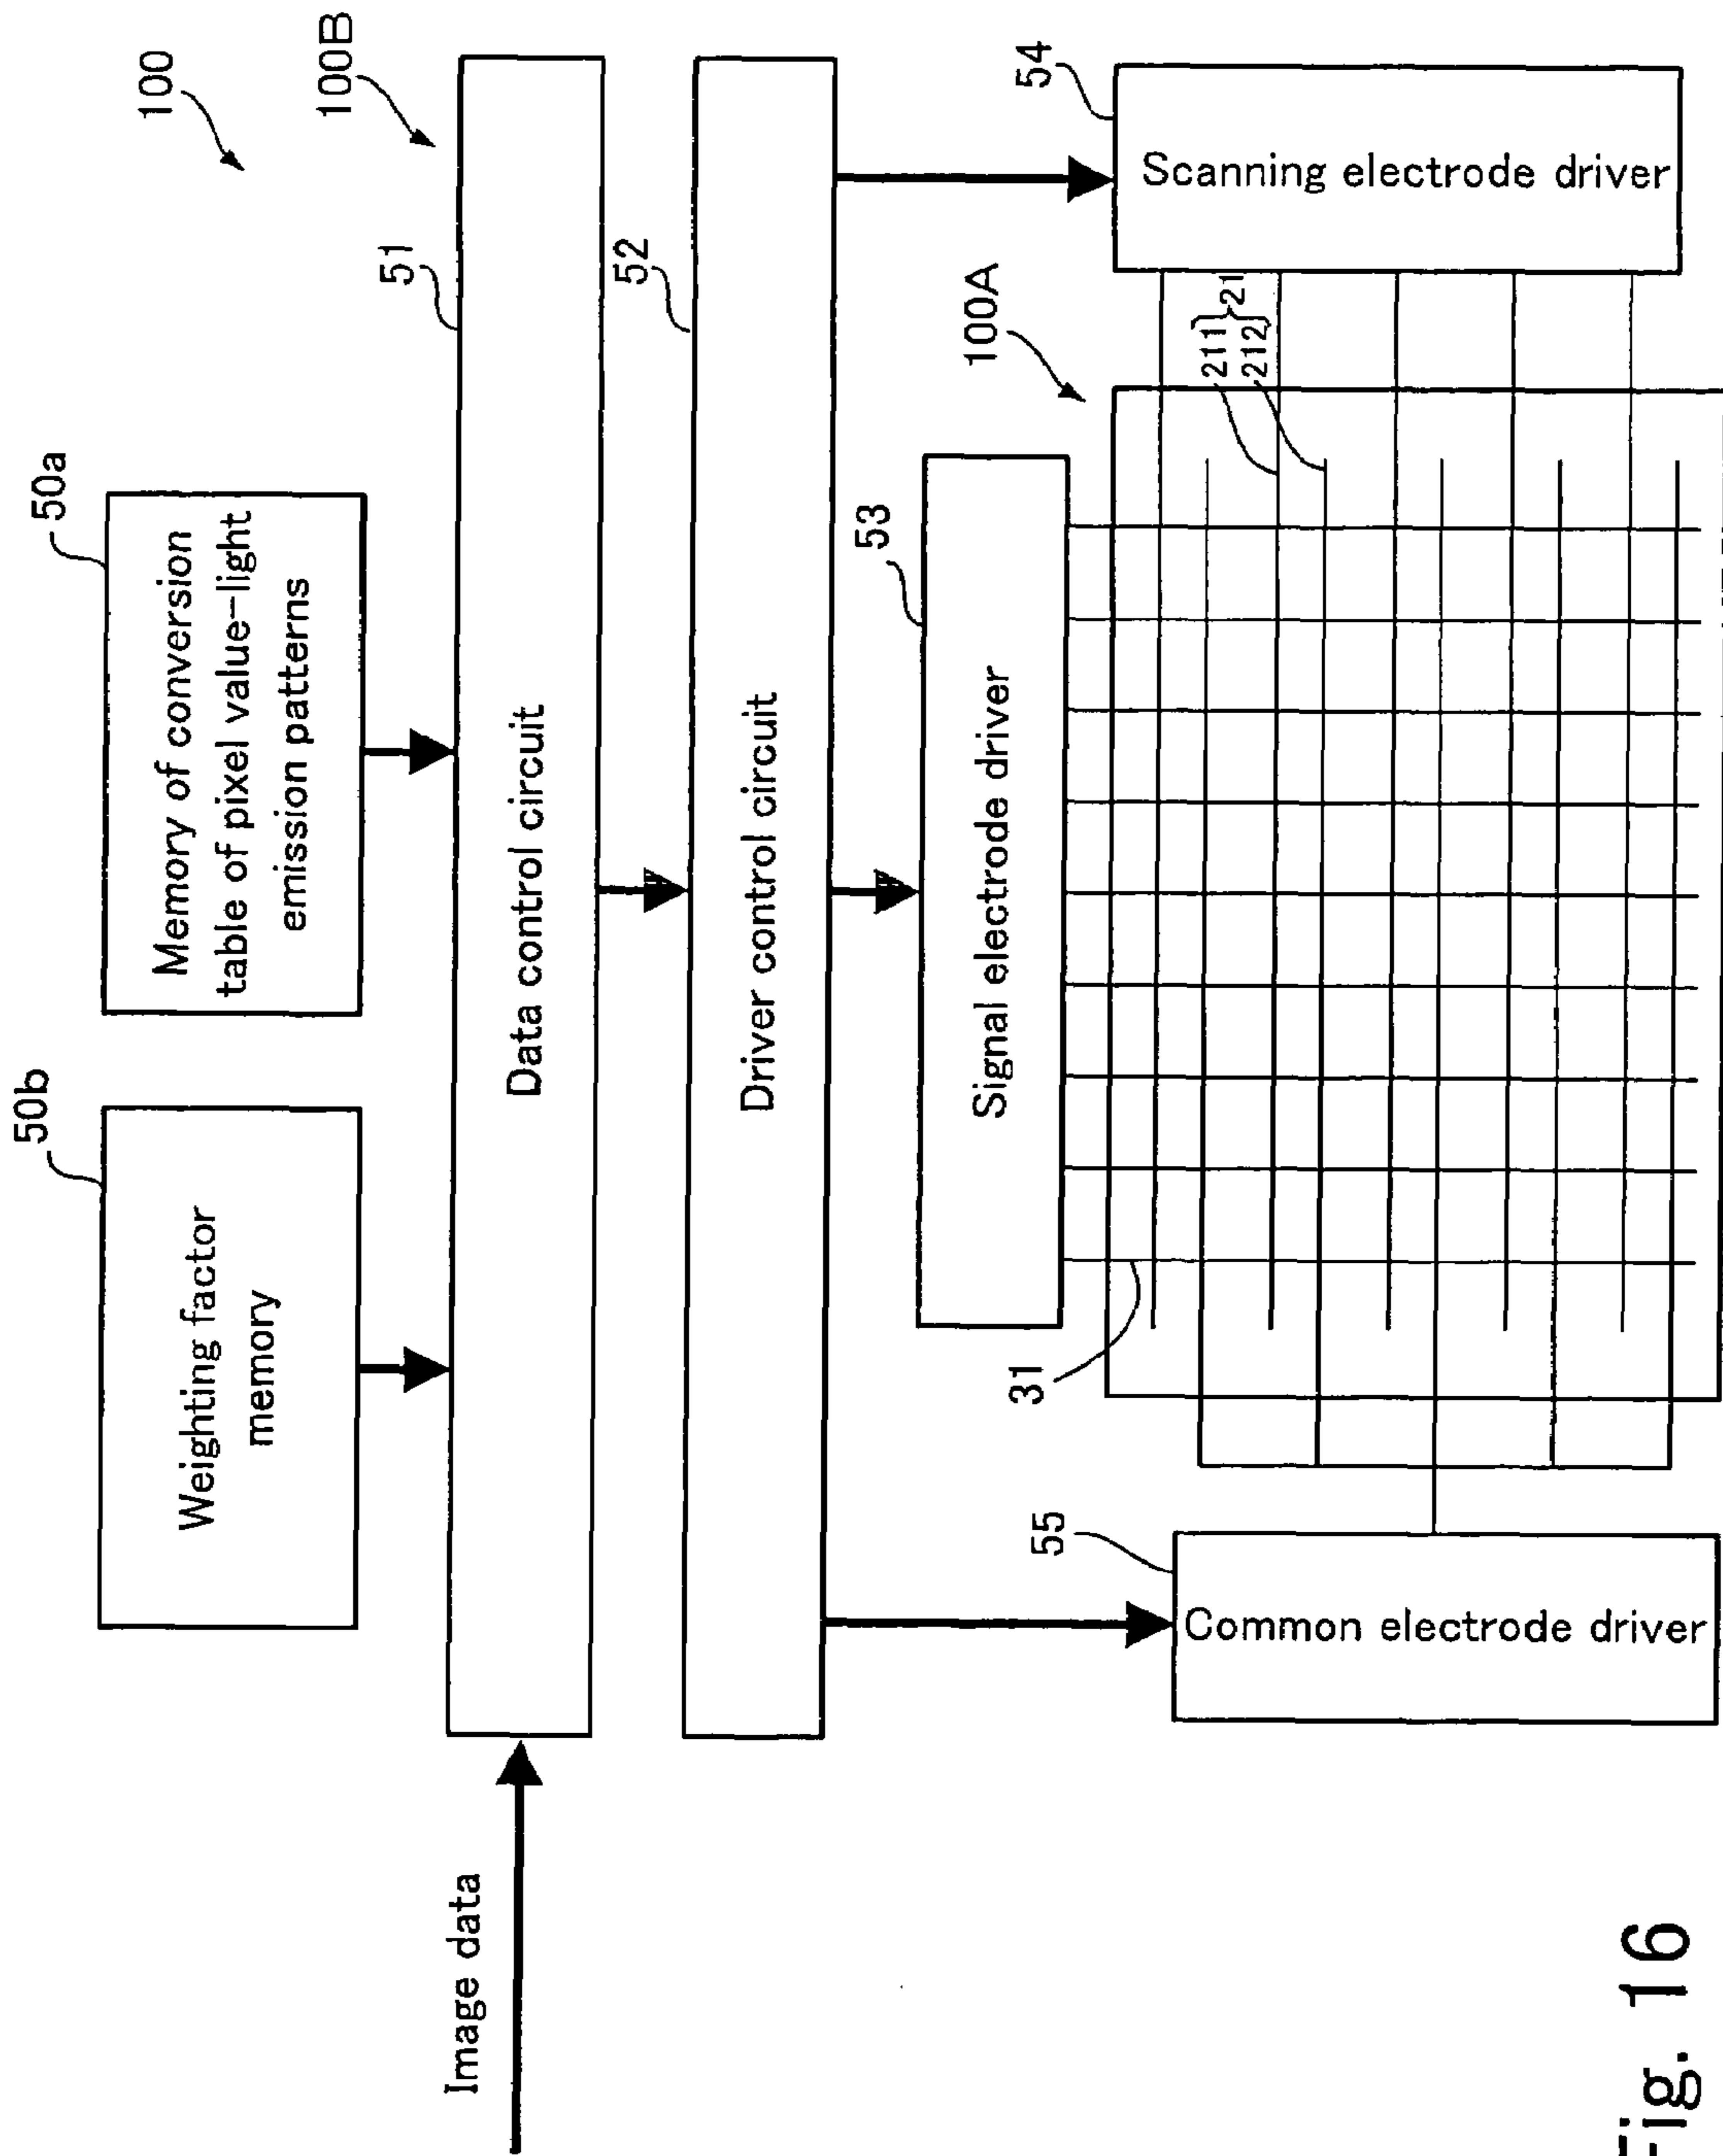 100
100B
50b
50a
Weighting factor
memory
Memory of conversion
table of pixel value-light
emission patterns
51
Image data
Data control circuit
52
Driver control circuit
53
Signal electrode driver
54
Scanning electrode driver
55
Common electrode driver
100A
211
212
21
31
Fig. 16